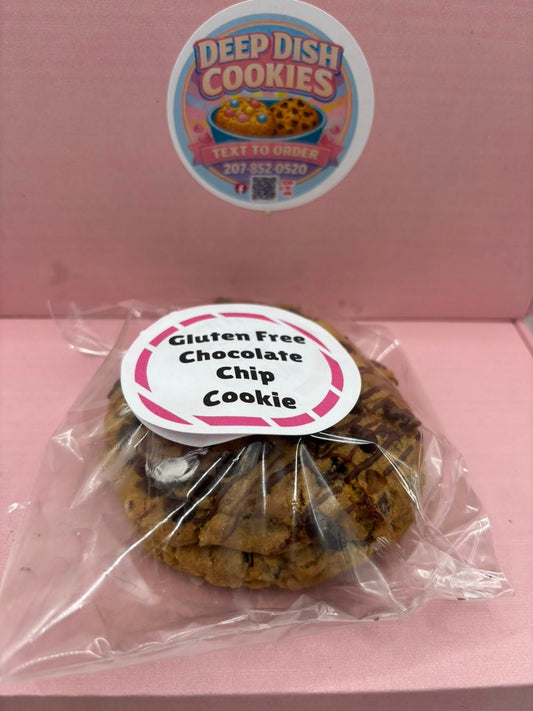 DEEP DISH
COOKIES
TEXT TO ORDER
207-852-0520
Gluten Free
Chocolate
Chip
Cookie